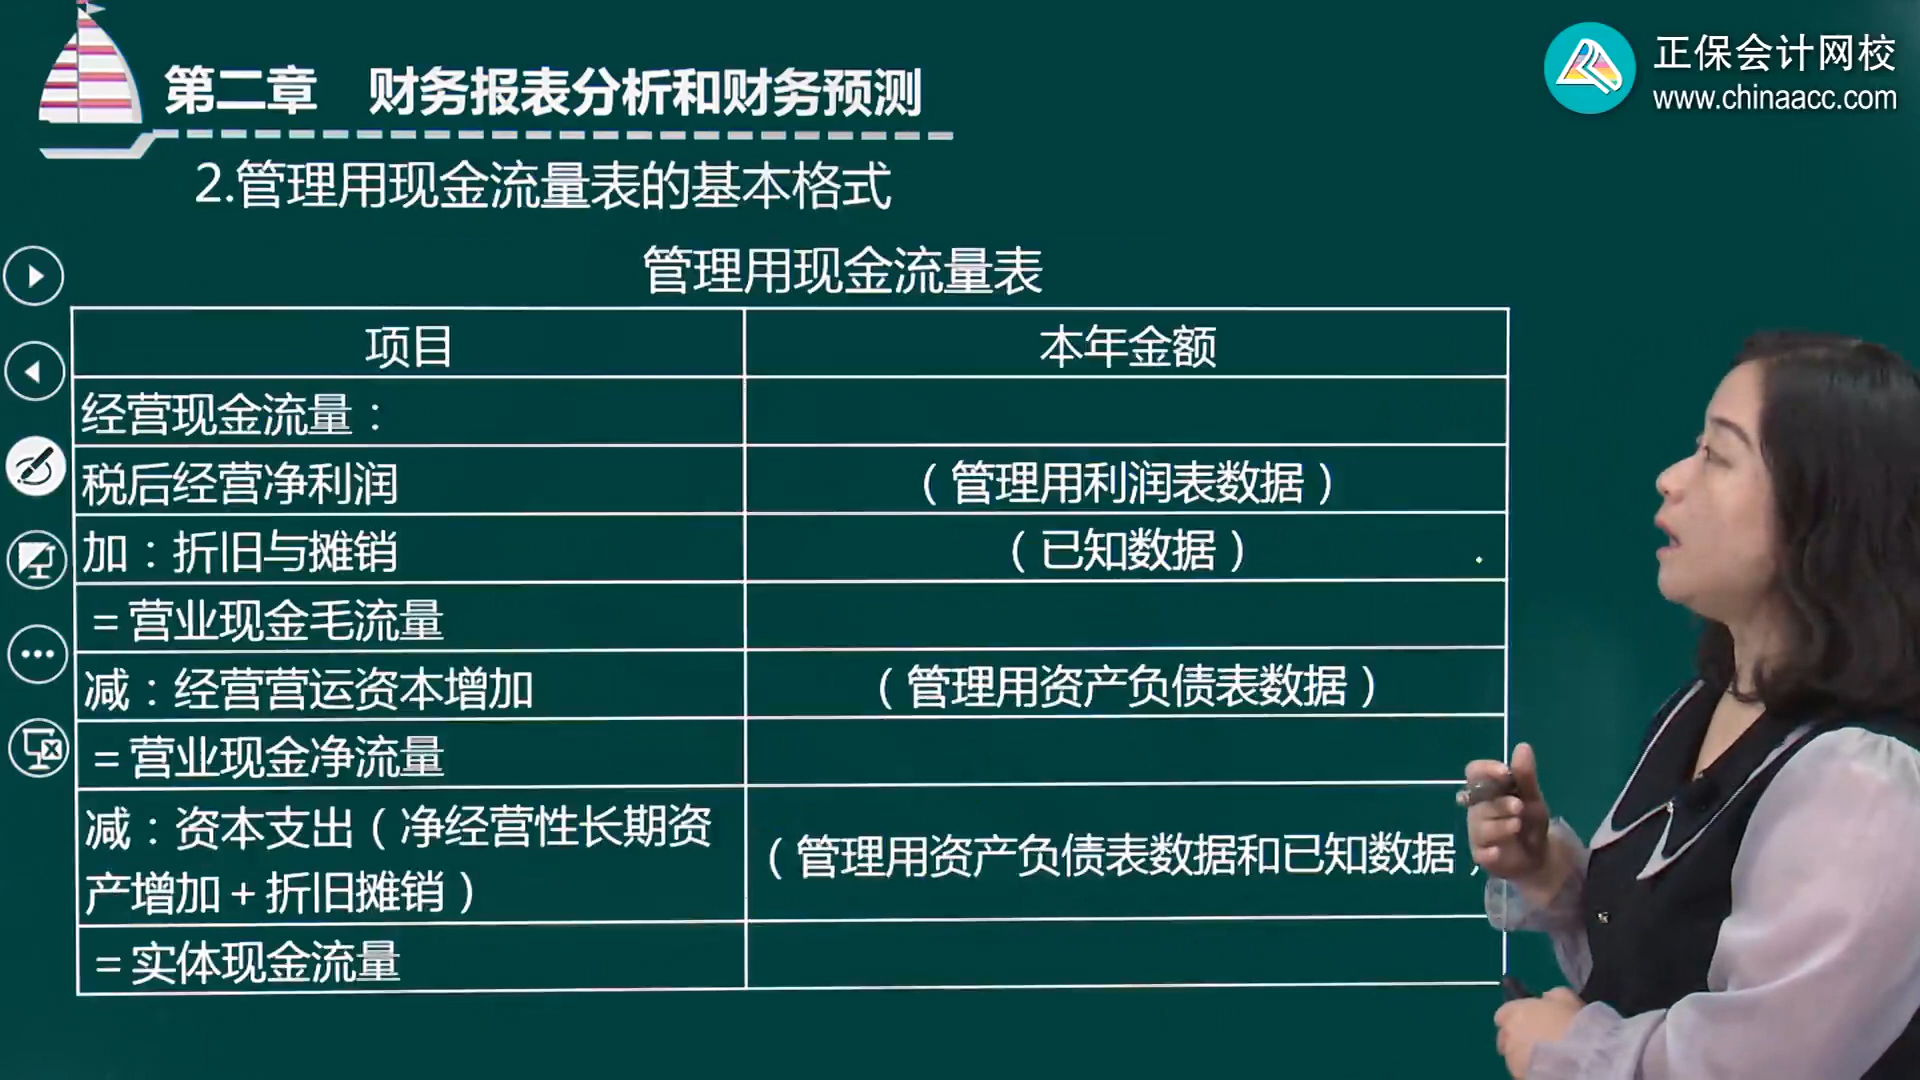 第二章 财务报表分析和财务预测
正保会计网校
www.chinaacc.com
2.管理用现金流量表的基本格式
管理用现金流量表
项目 本年金额
经营现金流量：
税后经营净利润 （管理用利润表数据）
加：折旧与摊销 （已知数据）
＝营业现金毛流量
减：经营营运资本增加 （管理用资产负债表数据）
＝营业现金净流量
减：资本支出（净经营性长期资
产增加＋折旧摊销） （管理用资产负债表数据和已知数据）
＝实体现金流量